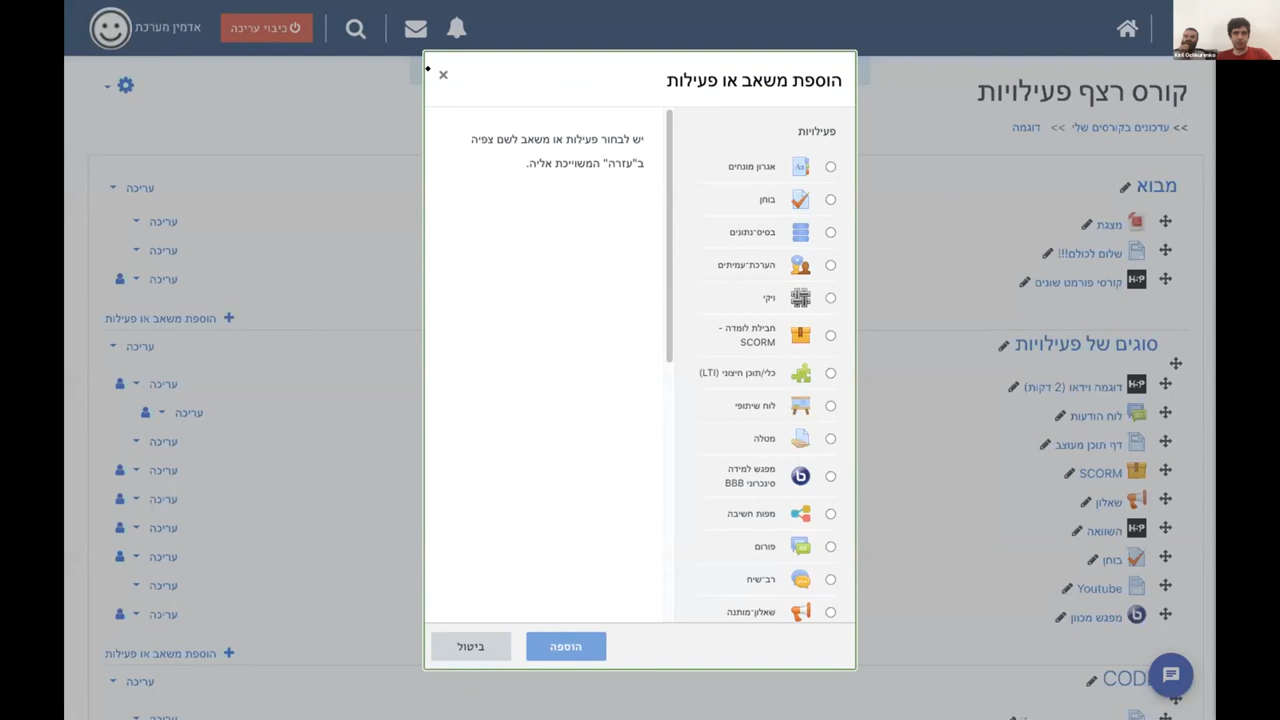 אדמין מערכת
כיבוי עריכה
Kiril Ochkurenko
קורס רצף פעילויות
<< עדכונים בקורסים שלי >> דוגמה
מבוא
עריכה
מצגת
עריכה
שלום לכולם!!!
עריכה
קורסי פורמט שונים
עריכה
הוספת משאב או פעילות
סוגים של פעילויות
עריכה
דוגמה וידאו (2 דקות)
עריכה
לוח הודעות
עריכה
דף תוכן מעוצב
עריכה
SCORM
עריכה
שאלון
עריכה
השוואה
עריכה
בוחן
עריכה
Youtube
עריכה
מפגש מכוון
עריכה
הוספת משאב או פעילות
עריכה
הוספת משאב או פעילות
פעילויות
אגרון מונחים
בוחן
בסיס־נתונים
הערכת־עמיתים
ויקי
חבילת לומדה -
SCORM
כלי/תוכן חיצוני (LTI)
לוח שיתופי
מטלה
מפגש למידה
סינכרוני BBB
מפות חשיבה
פורום
רב־שיח
שאלון־מותנה
יש לבחור פעילות או משאב לשם צפיה
ב"עזרה" המשוייכת אליה.
הוספה
ביטול